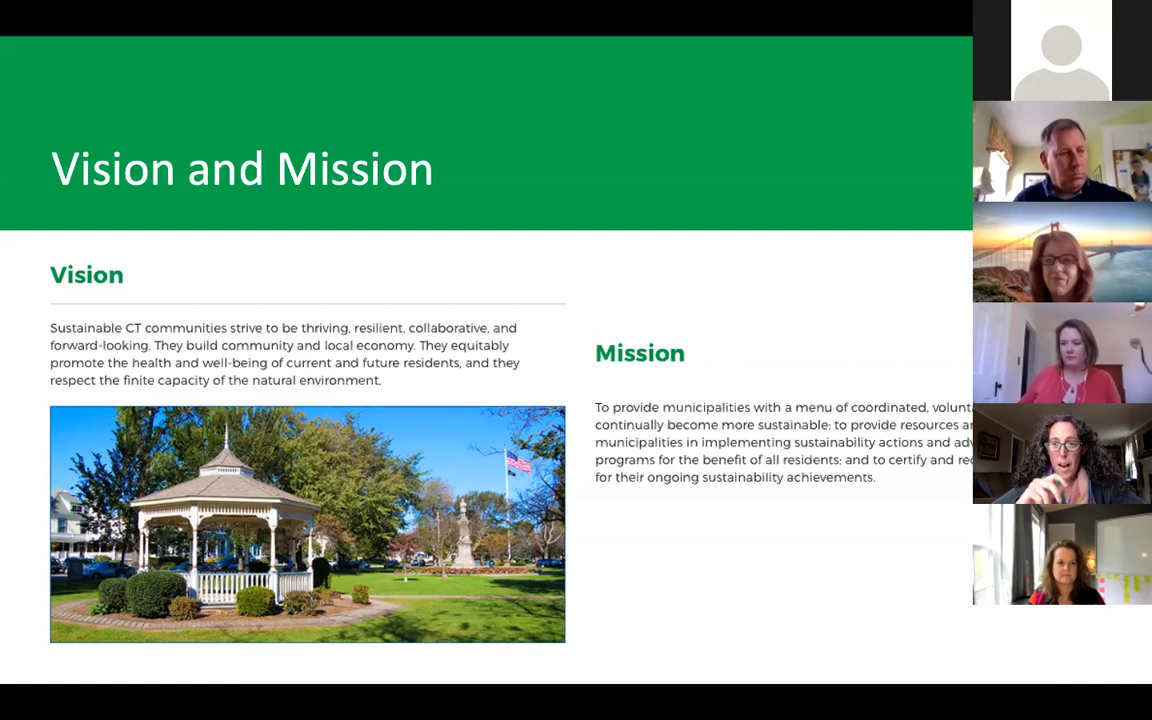 Vision and Mission
Vision
Sustainable CT communities strive to be thriving, resilient, collaborative, and
forward-looking. They build community and local economy. They equitably
promote the health and well-being of current and future residents, and they
respect the finite capacity of the natural environment.
Mission
To provide municipalities with a menu of coordinated,
continually become more sustainable; to provide resources
municipalities in implementing sustainability actions and
programs for the benefit of all residents; and to certify and
for their ongoing sustainability achievements.